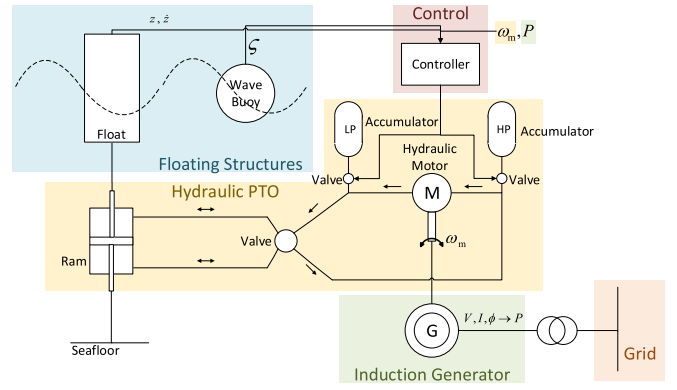 z, ż
Control
ω_m, P
ς
Controller
Wave
Buoy
Float
LP
Accumulator
HP
Accumulator
Floating Structures
Hydraulic
Motor
Valve
Valve
Hydraulic PTO
M
Valve
ω_m
Ram
V, I, ϕ → P
G
Seafloor
Grid
Induction Generator